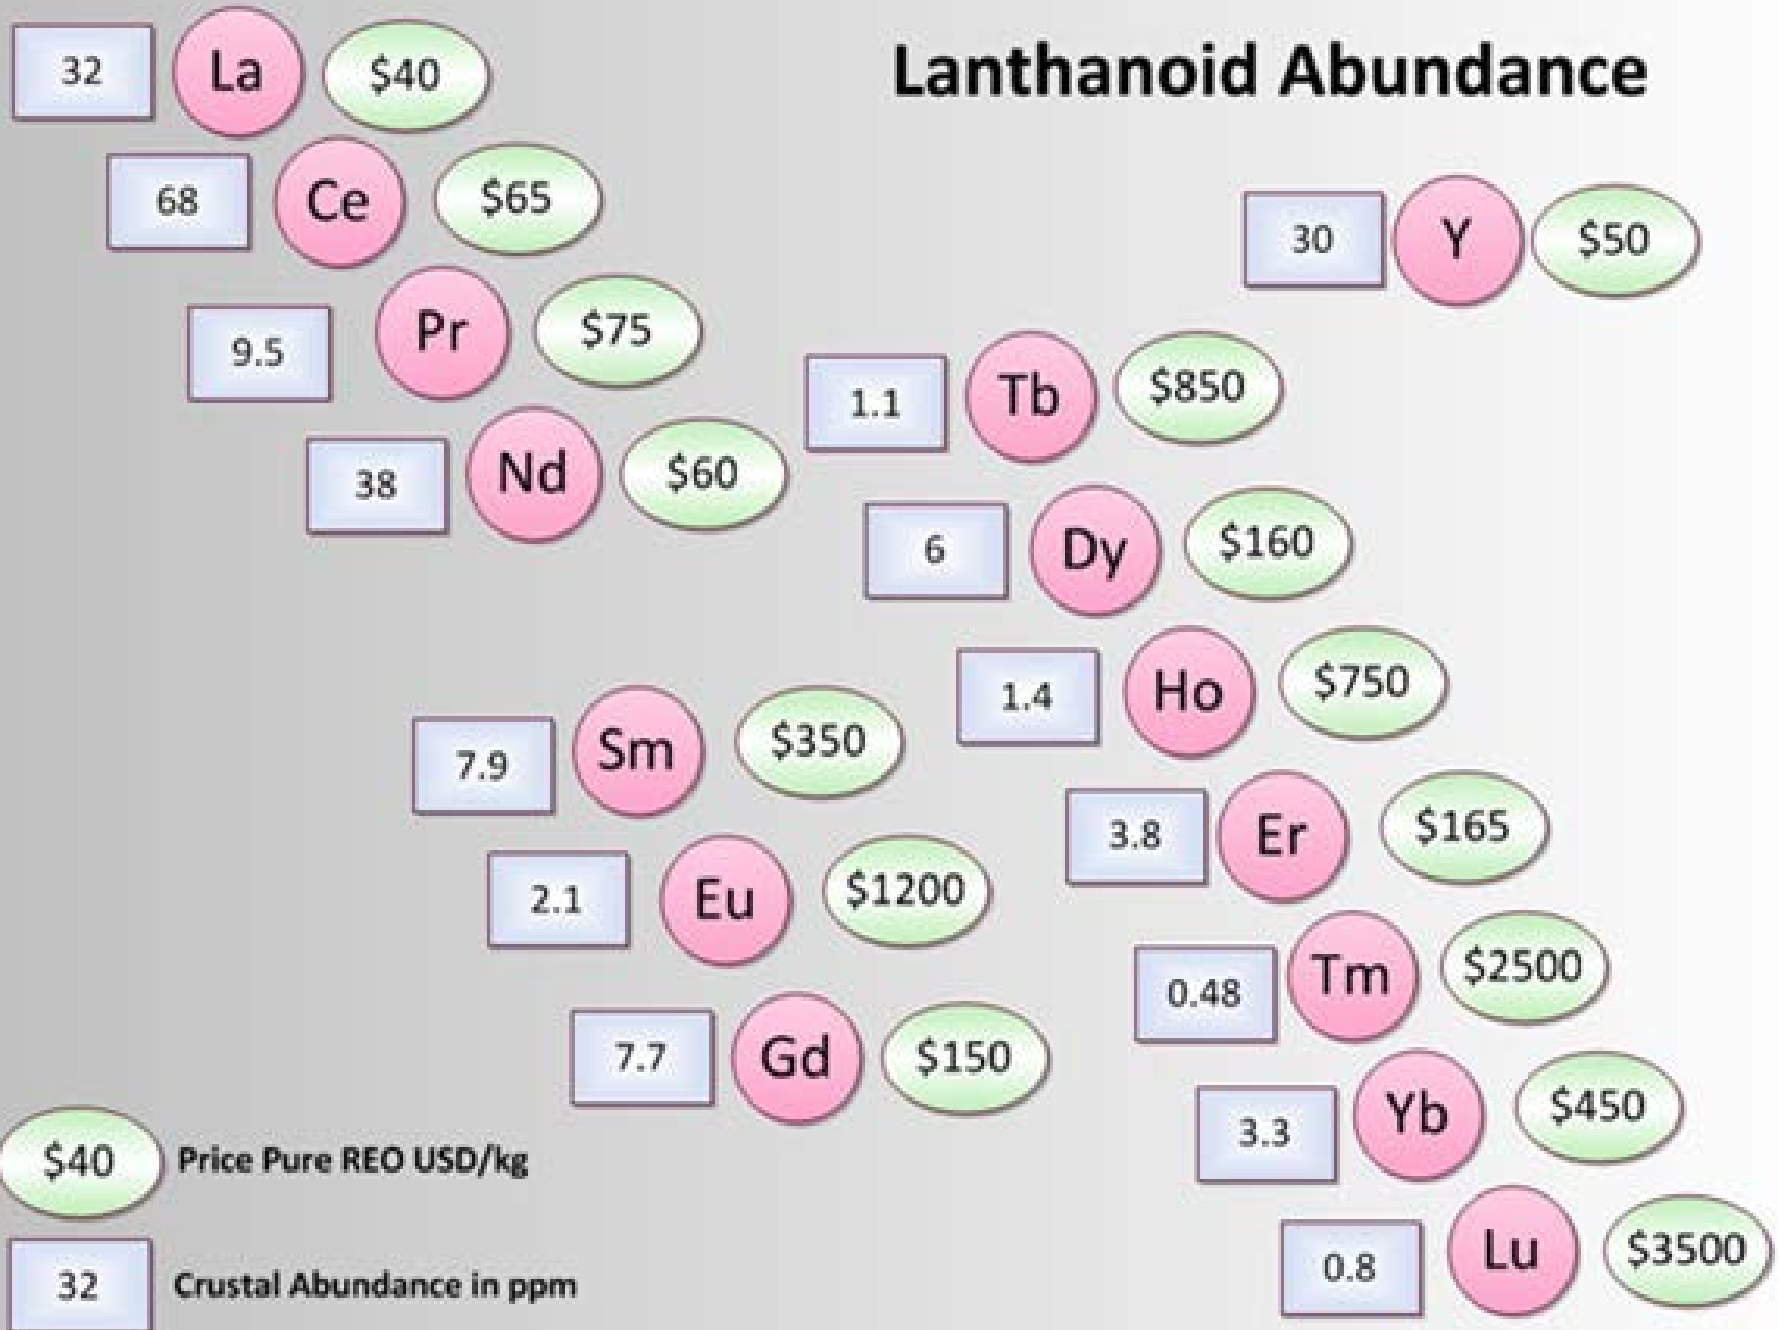 Lanthanoid Abundance
32 La $40
68 Ce $65
9.5 Pr $75
38 Nd $60
7.9 Sm $350
2.1 Eu $1200
7.7 Gd $150
30 Y $50
1.1 Tb $850
6 Dy $160
1.4 Ho $750
3.8 Er $165
0.48 Tm $2500
3.3 Yb $450
0.8 Lu $3500
$40 Price Pure REO USD/kg
32 Crustal Abundance in ppm